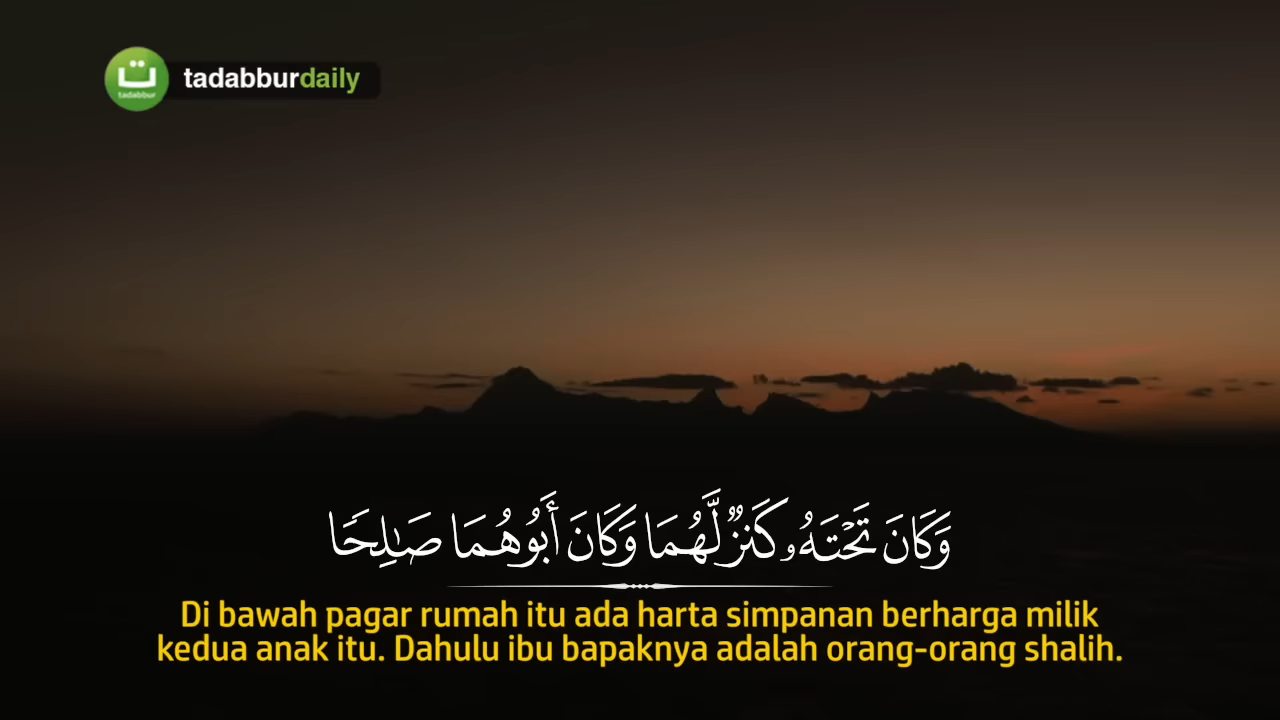 ت
tadabbur
tadabburdaily
وَكَانَ تَحْتَهُۥ كَنزٌ لَّهُمَا وَكَانَ أَبُوهُمَا صَـٰلِحًا
Di bawah pagar rumah itu ada harta simpanan berharga milik
kedua anak itu. Dahulu ibu bapaknya adalah orang-orang shalih.